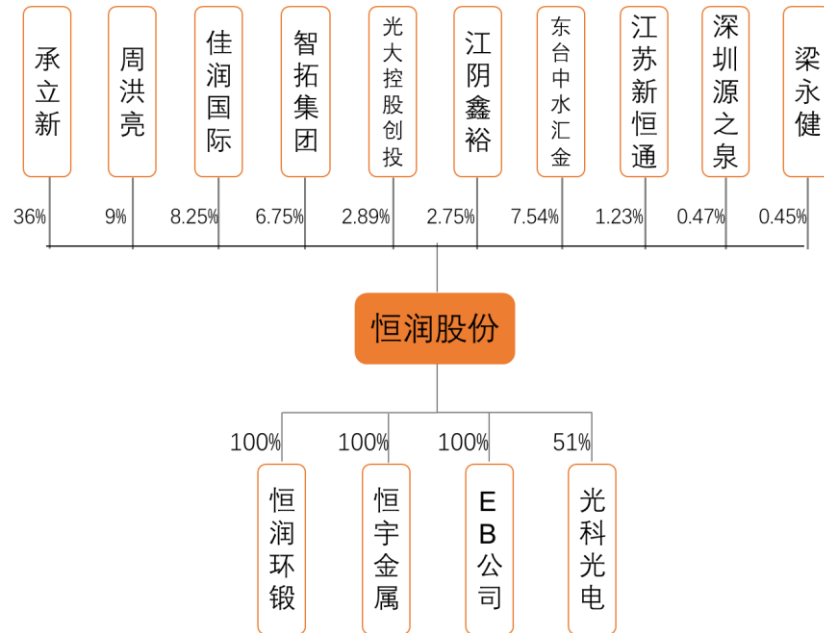 承立新
周洪亮
佳润国际
智拓集团
光大控股创投
江阴鑫裕
东台中水汇金
江苏新恒通
深圳源之泉
梁永健
36%
9%
8.25%
6.75%
2.89%
2.75%
7.54%
1.23%
0.47%
0.45%
恒润股份
100%
100%
100%
51%
恒润环锻
恒宇金属
EB公司
光科光电